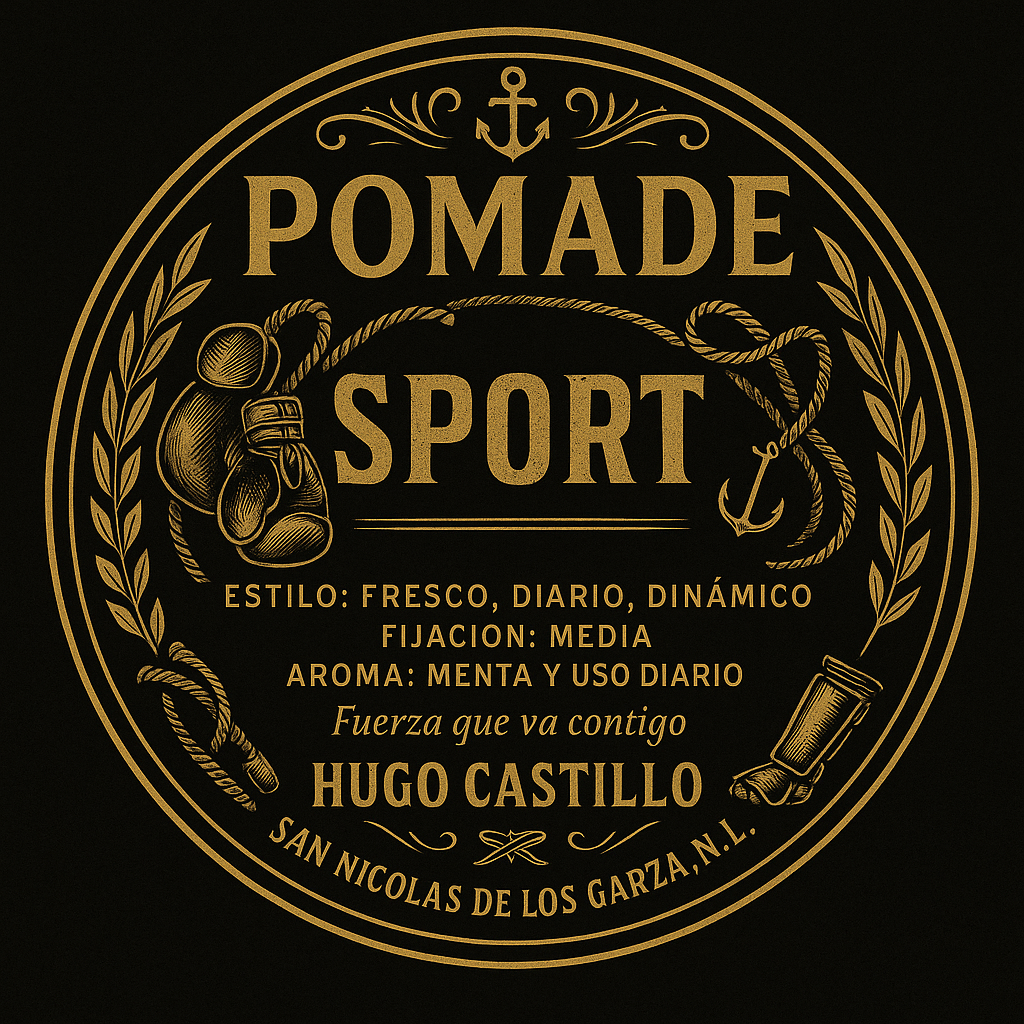 POMADE
SPORT
ESTILO: FRESCO, DIARIO, DINÁMICO
FIJACION: MEDIA
AROMA: MENTA Y USO DIARIO
Fuerza que va contigo
HUGO CASTILLO
SAN NICOLAS DE LOS GARZA, N.L.